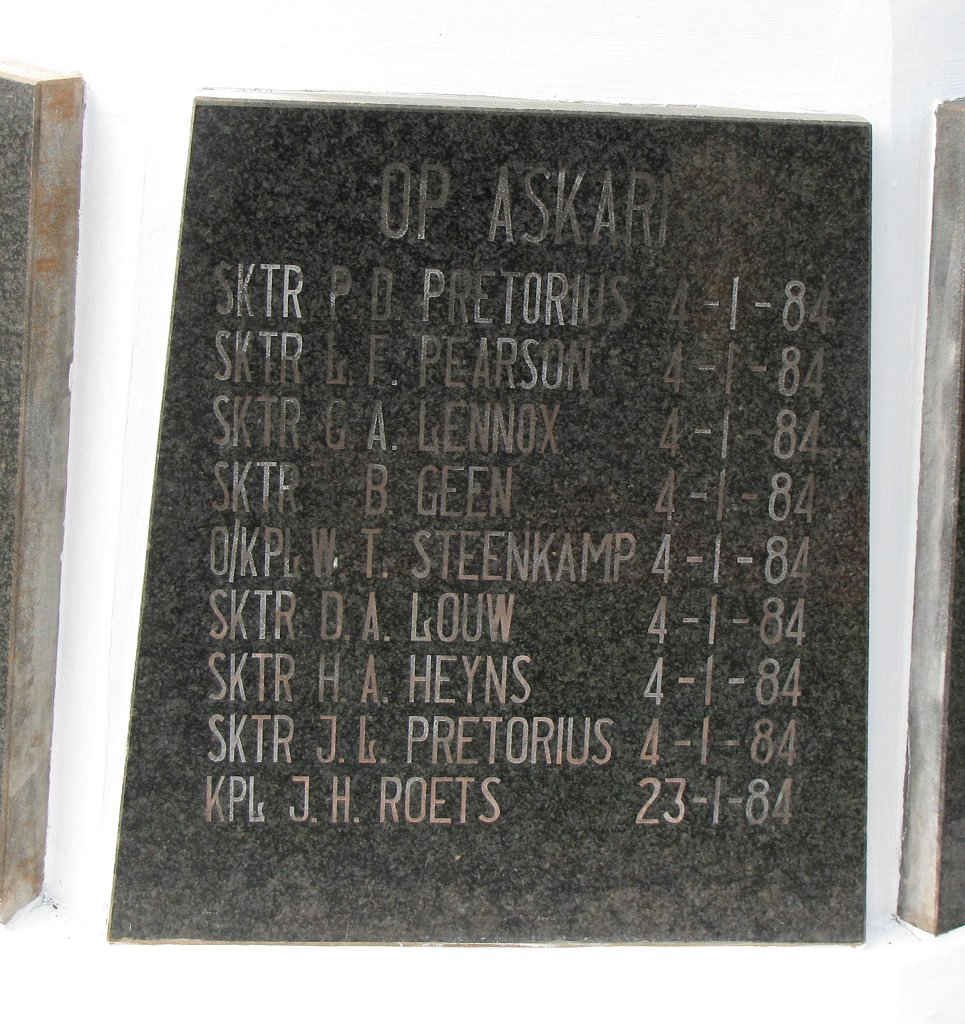 OP ASKARI
SKTR P. D. PRETORIUS 4-1-84
SKTR L. F. PEARSON 4-1-84
SKTR G A. LENNOX 4-1-84
SKTR B. GEEN 4-1-84
O/KPL W. T. STEENKAMP 4-1-84
SKTR D. A. LOUW 4-1-84
SKTR H A. HEYNS 4-1-84
SKTR J. L. PRETORIUS 4-1-84
KPL J. H. ROETS 23-1-84